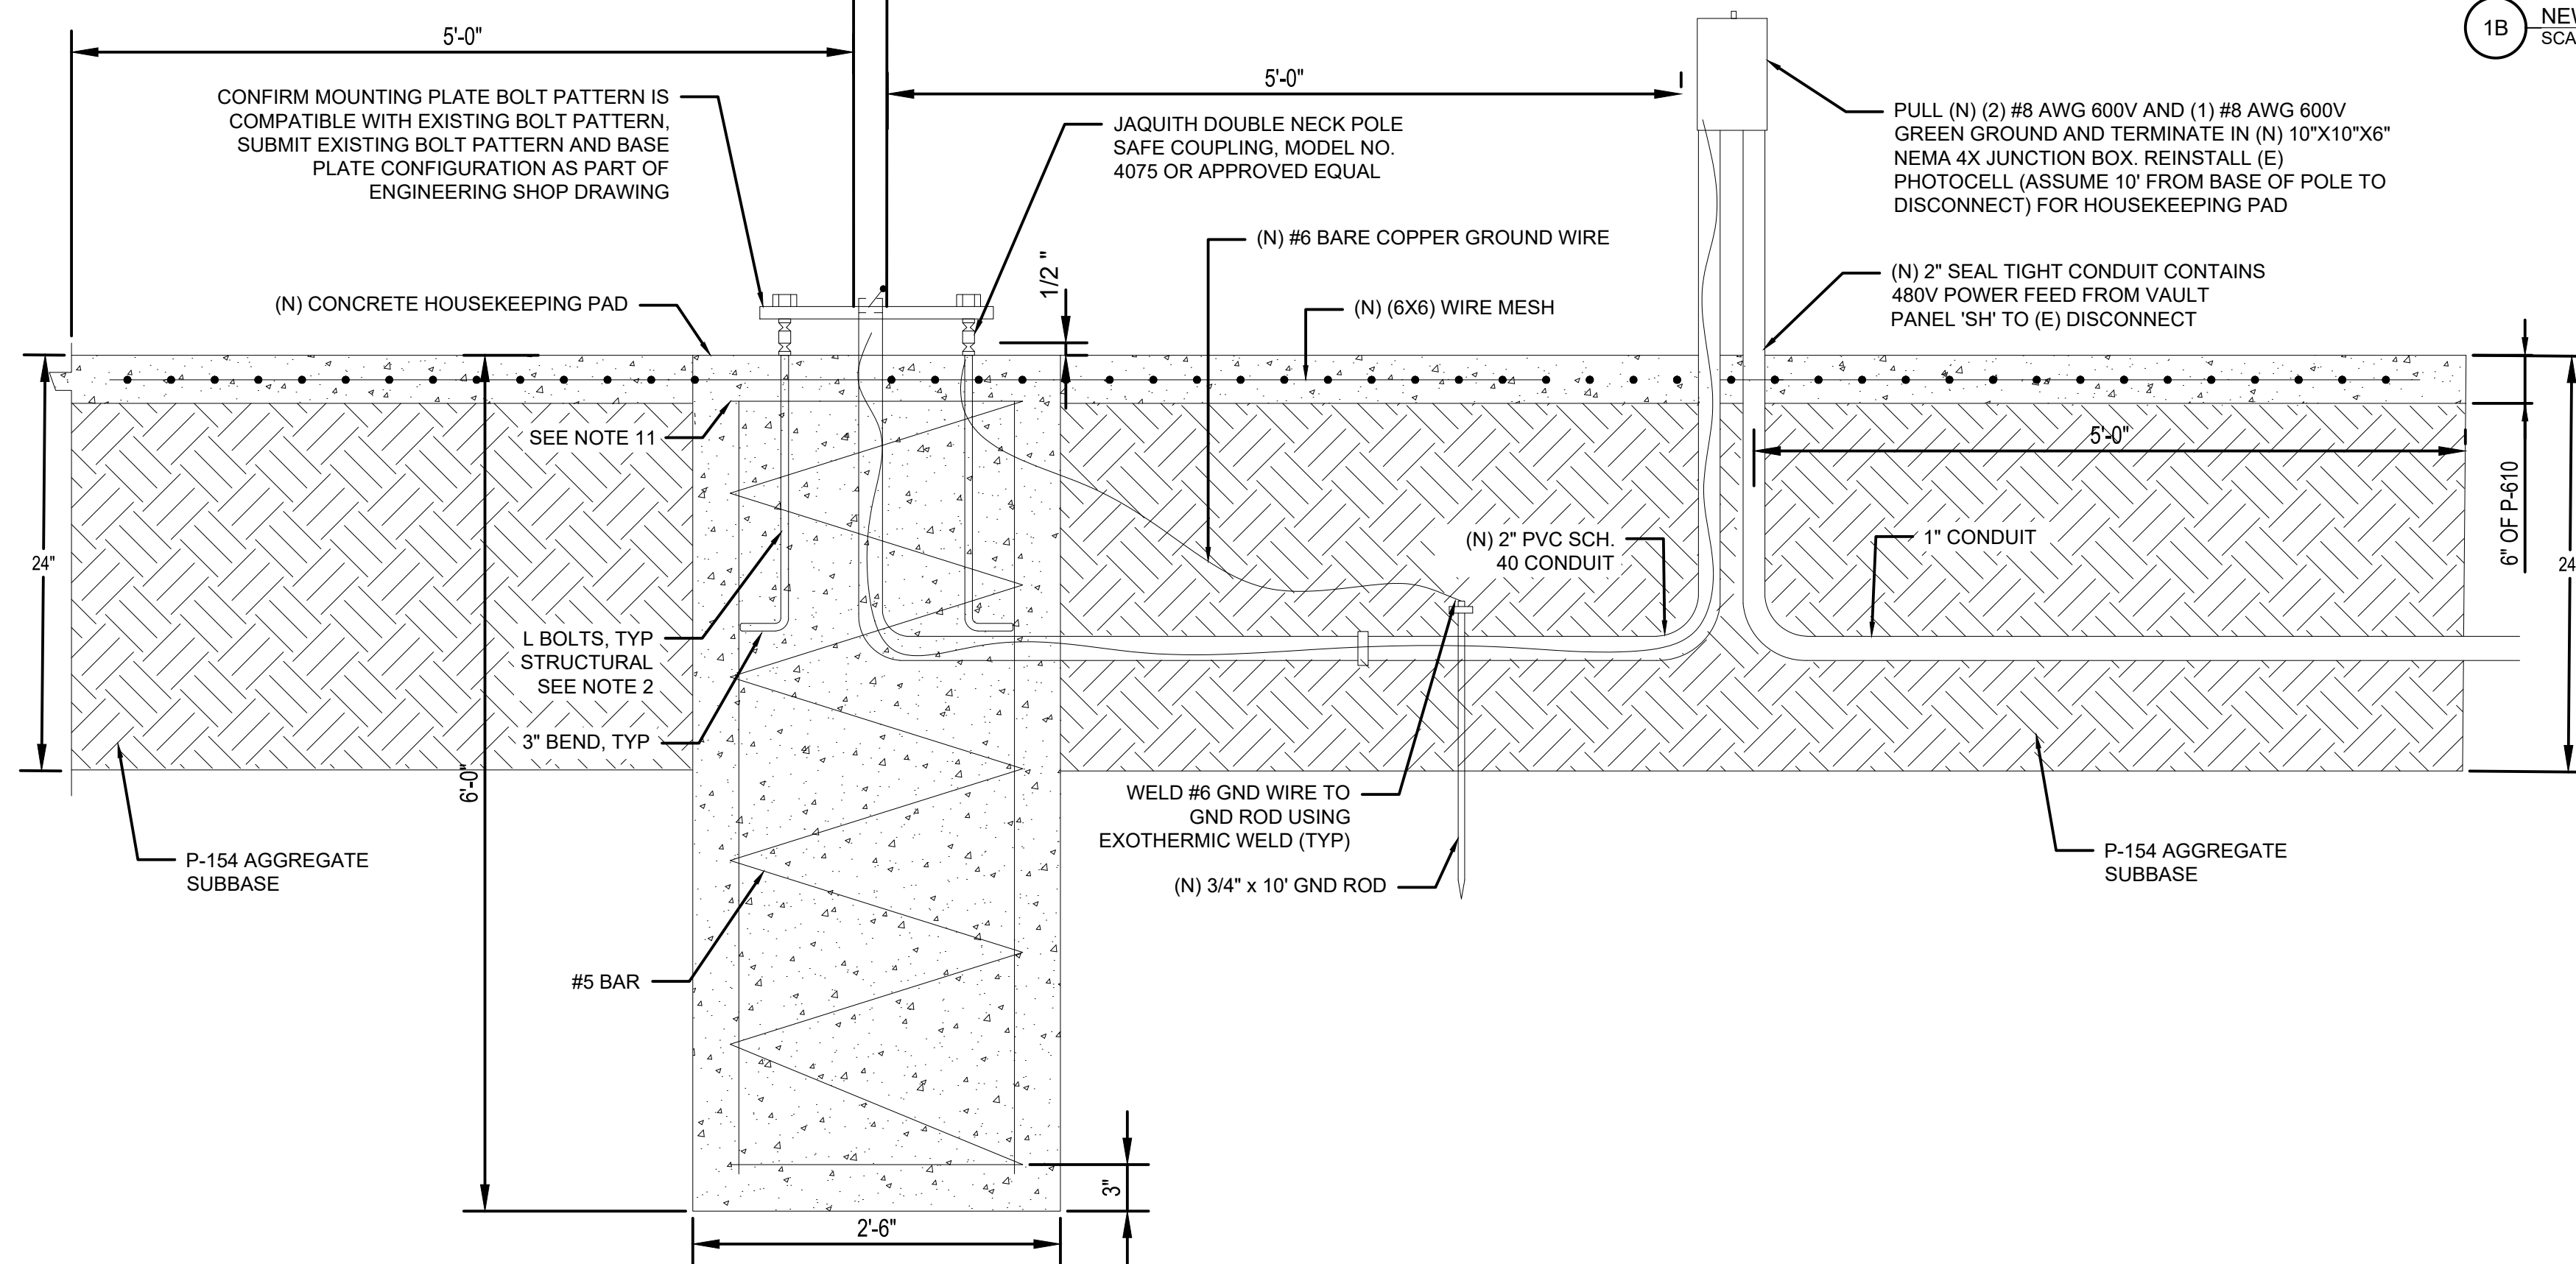 1B
NEW
SCA
5'-0"
5'-0"
CONFIRM MOUNTING PLATE BOLT PATTERN IS
COMPATIBLE WITH EXISTING BOLT PATTERN,
SUBMIT EXISTING BOLT PATTERN AND BASE
PLATE CONFIGURATION AS PART OF
ENGINEERING SHOP DRAWING
JAQUITH DOUBLE NECK POLE
SAFE COUPLING, MODEL NO.
4075 OR APPROVED EQUAL
PULL (N) (2) #8 AWG 600V AND (1) #8 AWG 600V
GREEN GROUND AND TERMINATE IN (N) 10"X10"X6"
NEMA 4X JUNCTION BOX. REINSTALL (E)
PHOTOCELL (ASSUME 10' FROM BASE OF POLE TO
DISCONNECT) FOR HOUSEKEEPING PAD
(N) #6 BARE COPPER GROUND WIRE
1/2 "
(N) CONCRETE HOUSEKEEPING PAD
(N) (6X6) WIRE MESH
(N) 2" SEAL TIGHT CONDUIT CONTAINS
480V POWER FEED FROM VAULT
PANEL 'SH' TO (E) DISCONNECT
SEE NOTE 11
5'-0"
6" OF P-610
24"
24
(N) 2" PVC SCH.
40 CONDUIT
1" CONDUIT
L BOLTS, TYP
STRUCTURAL
SEE NOTE 2
3" BEND, TYP
6'-0"
WELD #6 GND WIRE TO
GND ROD USING
EXOTHERMIC WELD (TYP)
P-154 AGGREGATE
SUBBASE
P-154 AGGREGATE
SUBBASE
(N) 3/4" x 10' GND ROD
#5 BAR
3"
2'-6"